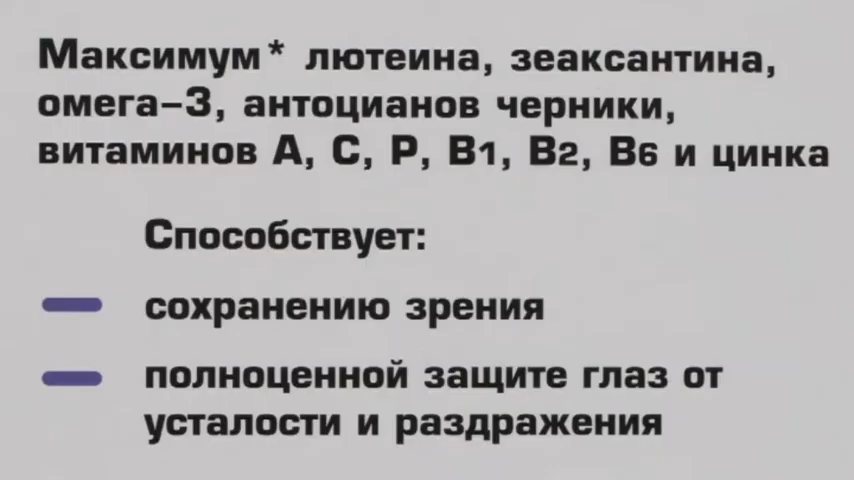 Максимум* лютеина, зеаксантина,
омега-3, антоцианов черники,
витаминов А, С, Р, В1, В2, В6 и цинка
Способствует:
сохранению зрения
полноценной защите глаз от
усталости и раздражения